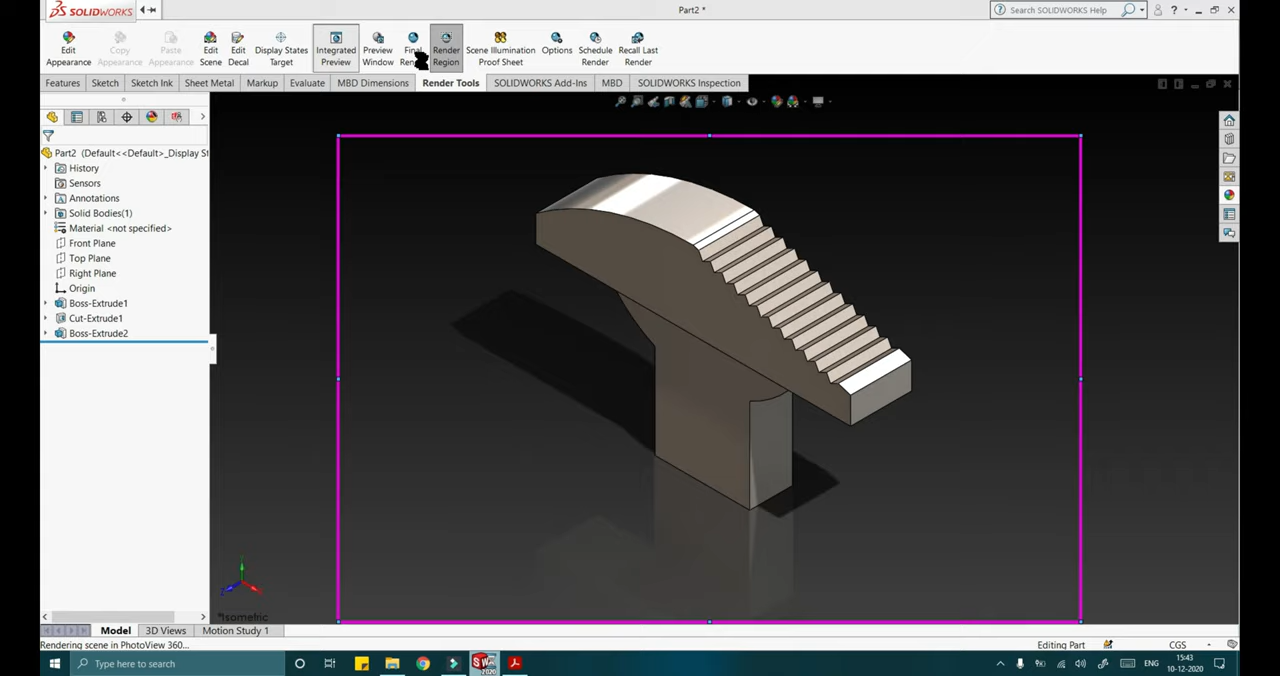 SOLIDWORKS
Part2 *
Search SOLIDWORKS Help
Edit Appearance
Copy Appearance
Paste Appearance
Edit Scene
Edit Decal
Display States Target
Integrated Preview
Preview Window
Final
Render Region
Scene Illumination Proof Sheet
Options
Schedule Render
Recall Last Render
Features
Sketch
Sketch Ink
Sheet Metal
Markup
Evaluate
MBD Dimensions
Render Tools
SOLIDWORKS Add-Ins
MBD
SOLIDWORKS Inspection
Part2 (Default<<Default>_Display St
History
Sensors
Annotations
Solid Bodies(1)
Material <not specified>
Front Plane
Top Plane
Right Plane
Origin
Boss-Extrude1
Cut-Extrude1
Boss-Extrude2
*Isometric
Model
3D Views
Motion Study 1
Rendering scene in PhotoView 360...
Editing Part
CGS
Type here to search
SW
2020
ENG
15:43
10-12-2020